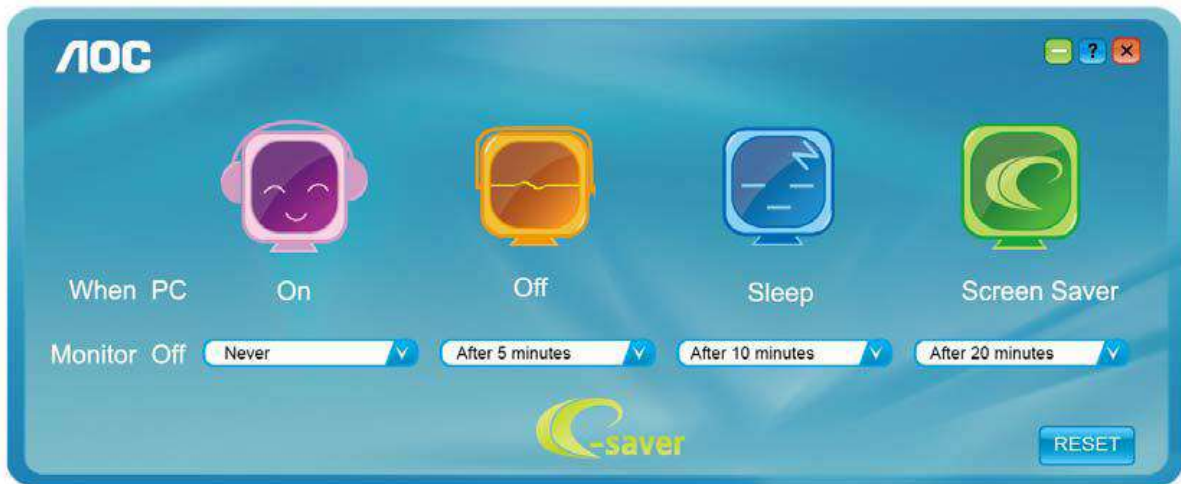 AOC
?
When PC On Off Sleep Screen Saver
Monitor Off Never After 5 minutes After 10 minutes After 20 minutes
e-saver
RESET